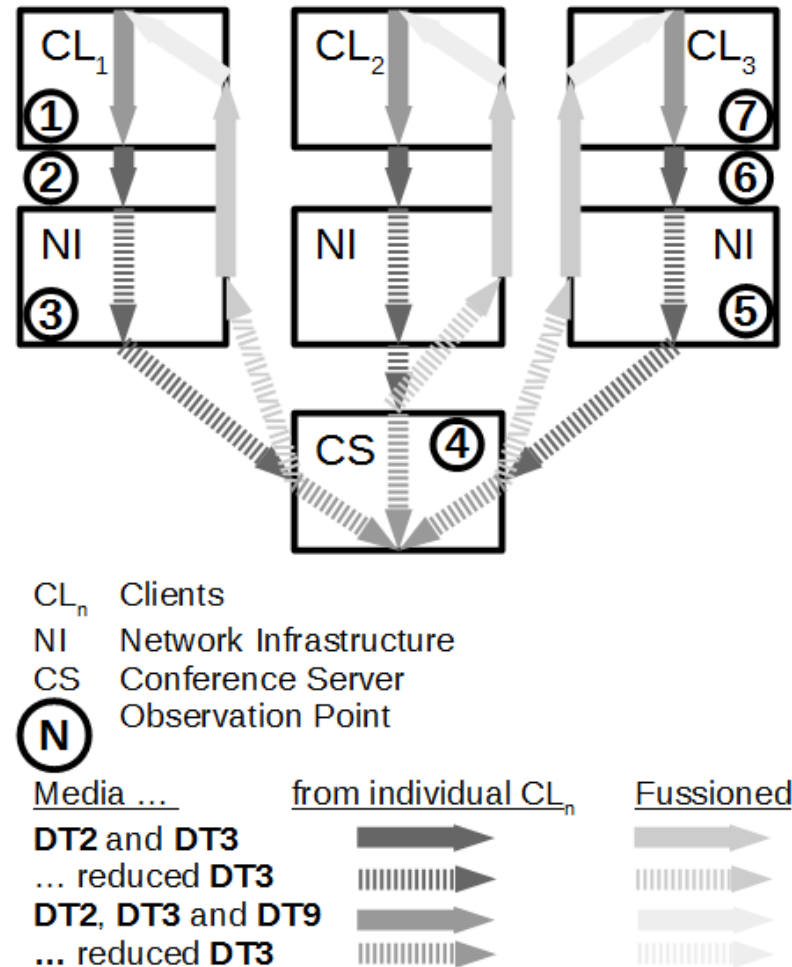 CL1 CL2 CL3
1 7
2 6
NI NI NI
3 5
CS 4
CLn Clients
NI Network Infrastructure
CS Conference Server
N Observation Point
Media ... from individual CLn Fussioned
DT2 and DT3
... reduced DT3
DT2, DT3 and DT9
... reduced DT3